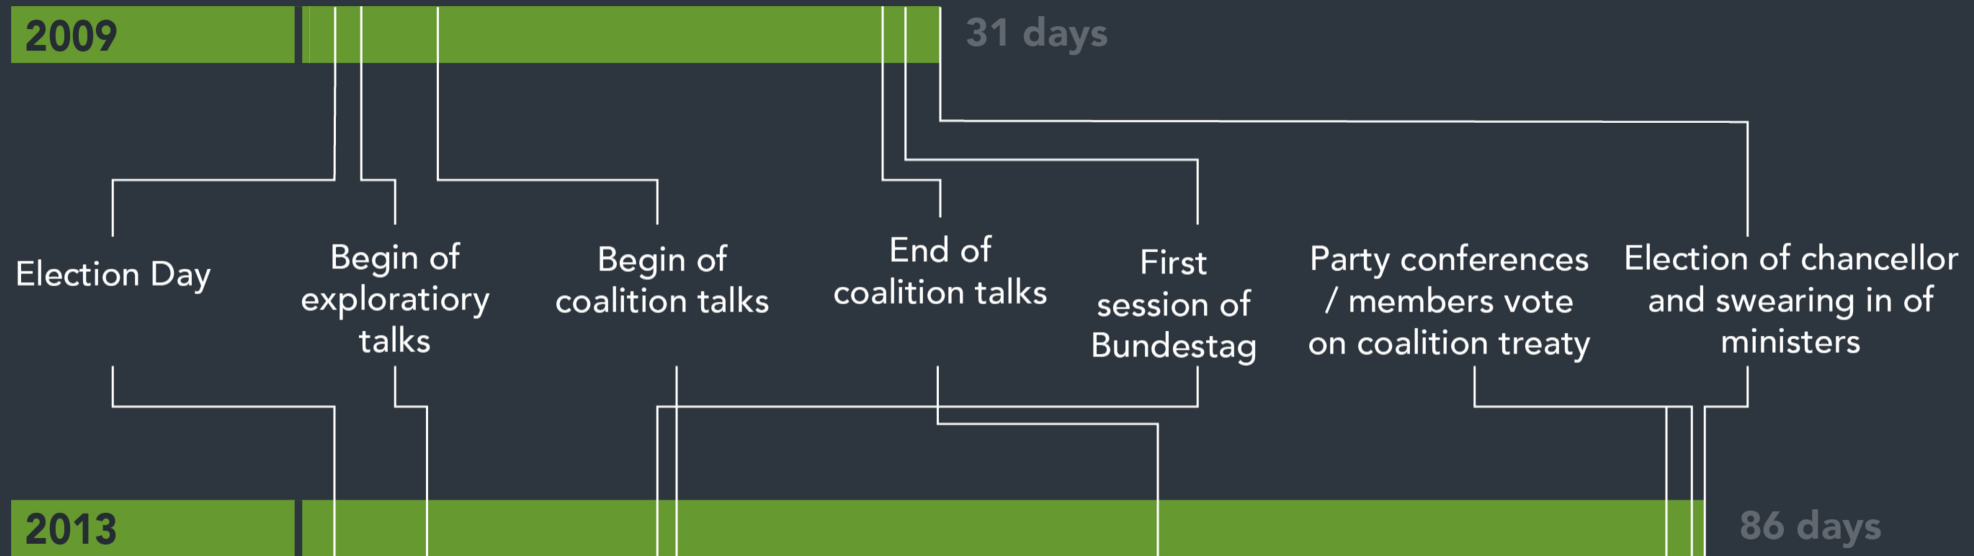 2009
31 days
Election Day
Begin of
exploratiory
talks
Begin of
coalition talks
End of
coalition talks
First
session of
Bundestag
Party conferences
/ members vote
on coalition treaty
Election of chancellor
and swearing in of
ministers
2013
86 days